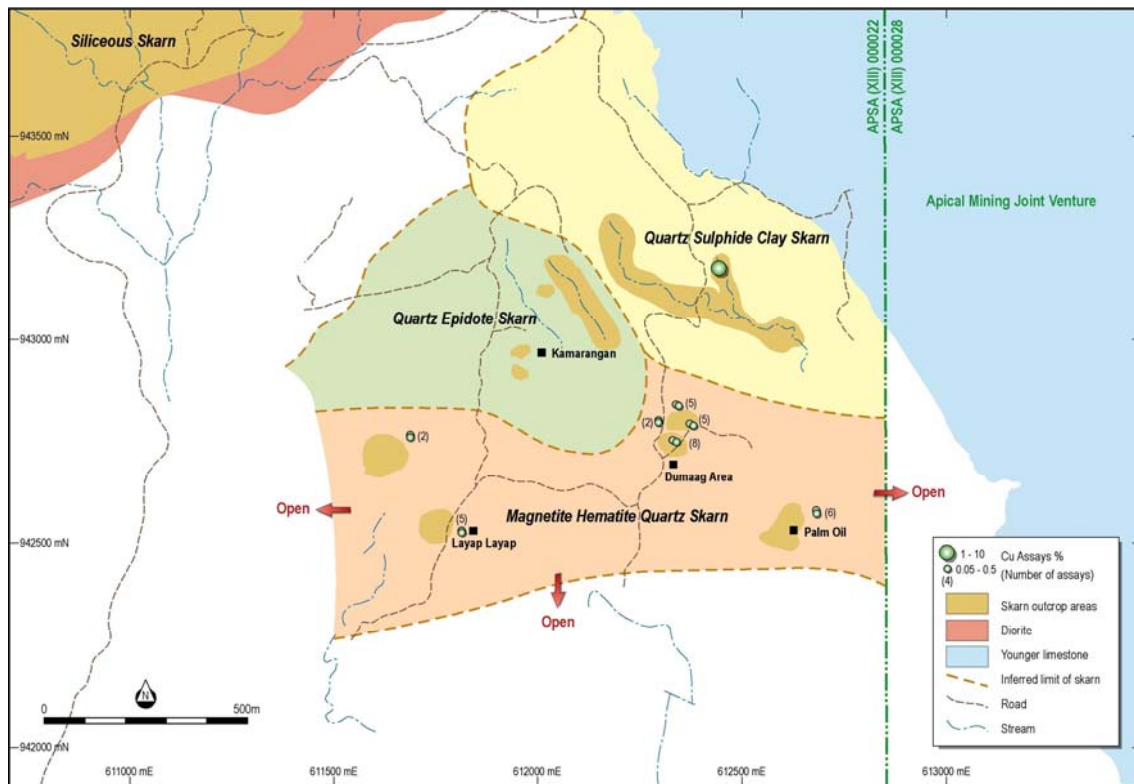 Siliceous Skarn
APSA (XIII) 000022
APSA (XIII) 000028
943500 mN
Apical Mining Joint Venture
Quartz Sulphide Clay Skarn
Quartz Epidote Skarn
943000 mN
Kamarangan
(5)
(2)
(5)
(2)
(8)
Dumaag Area
Open
Open
(6)
(5)
Magnetite Hematite Quartz Skarn
Palm Oil
942500 mN
Layap Layap
Open
1 - 10
Cu Assays %
0.05 - 0.5
(Number of assays)
(4)
Skarn outcrop areas
Diorite
Younger limestone
Inferred limit of skarn
Road
Stream
N
0
500m
942000 mN
611000 mE
611500 mE
612000 mE
612500 mE
613000 mE